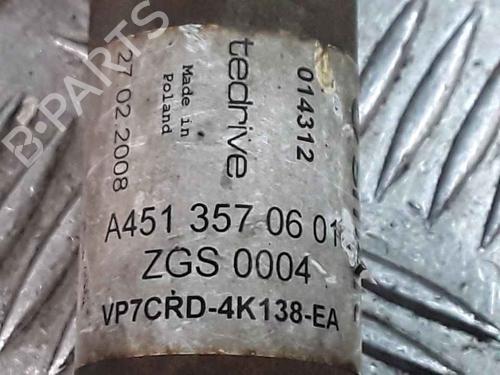 B-PARTS
27 02 2008
Made in
Poland
tedrive
014312
A451 357 06 01
ZGS 0004
VP7CRD-4K138-EA